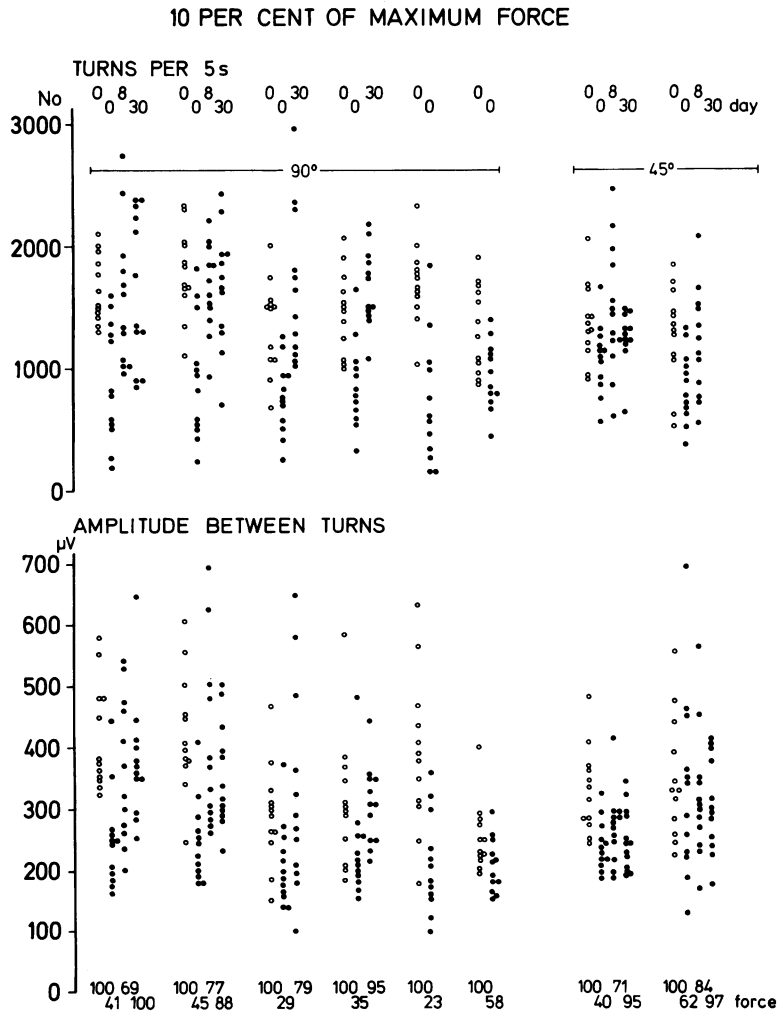 10 PER CENT OF MAXIMUM FORCE
TURNS PER 5s
No
0 8 0 8 0 30 0 30 0 0 0 8 0 8
0 30 0 30 0 0 0 0 0 30 0 30 day
3000
90º 45º
2000
1000
0
AMPLITUDE BETWEEN TURNS
µV
700
600
500
400
300
200
100
0
100 69 100 77 100 79 100 95 100 100 100 71 100 84
41 100 45 88 29 35 23 58 40 95 62 97 force